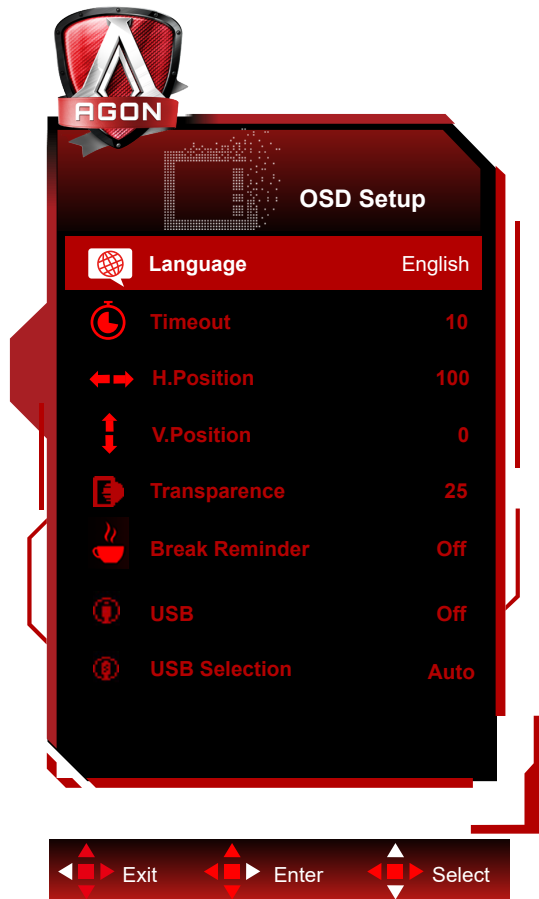 AGON
OSD Setup
Language English
Timeout 10
H.Position 100
V.Position 0
Transparence 25
Break Reminder Off
USB Off
USB Selection Auto
Exit Enter Select